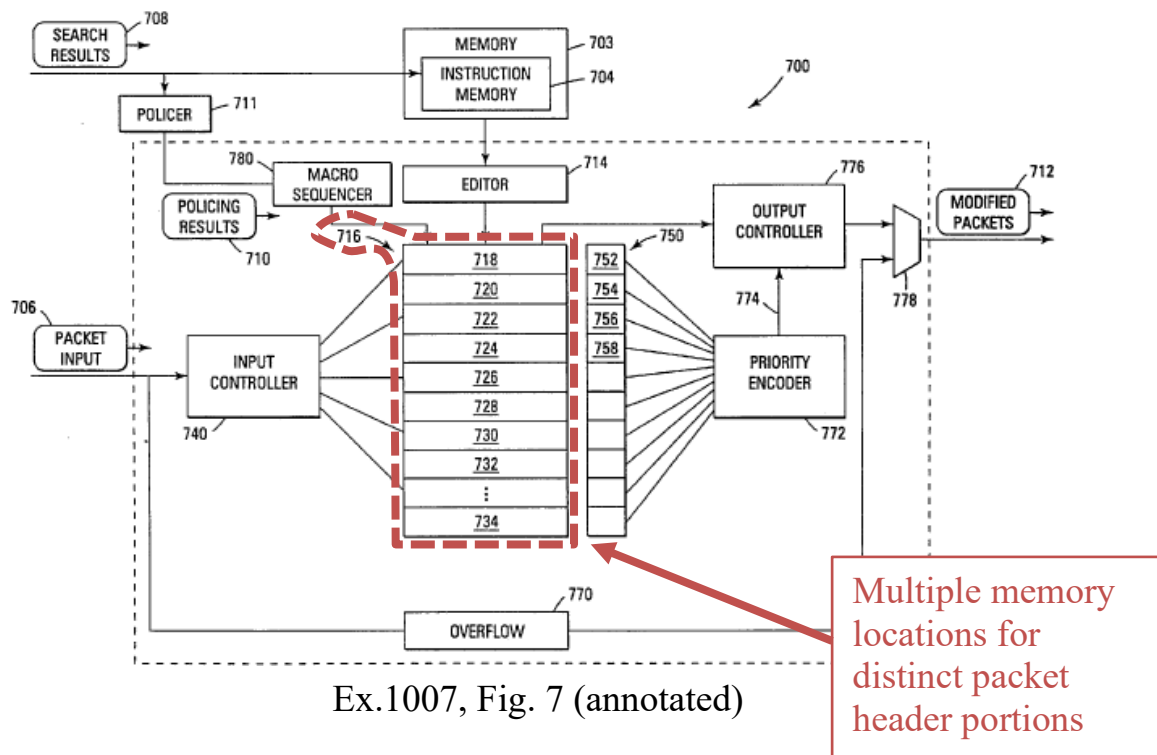 708
SEARCH
RESULTS
MEMORY
703
INSTRUCTION
MEMORY
704
700
711
POLICER
780
MACRO
SEQUENCER
714
EDITOR
776
OUTPUT
CONTROLLER
712
MODIFIED
PACKETS
POLICING
RESULTS
710
716
750
718
752
720
754
774
778
706
PACKET
INPUT
722
756
724
758
INPUT
CONTROLLER
740
726
PRIORITY
ENCODER
772
728
730
732
⋮
734
770
OVERFLOW
Multiple memory
locations for
distinct packet
header portions
Ex.1007, Fig. 7 (annotated)